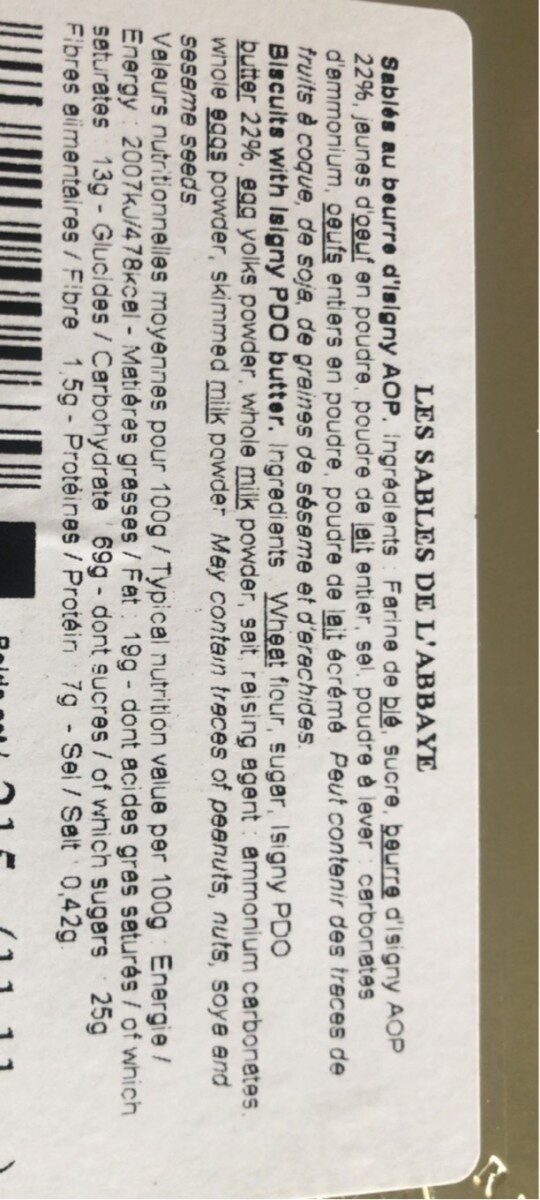 LES SABLES DE L'ABBAYE
Sablés au beurre d'Isigny AOP. Ingrédients : Farine de blé, sucre, beurre d'Isigny AOP
22%, jaunes d'oeuf en poudre, poudre de lait entier, sel, poudre à lever : carbonates
d'ammonium, oeufs entiers en poudre, poudre de lait écrémé. Peut contenir des traces de
fruits à coque, de soja, de graines de sésame et d'arachides.
Biscuits with Isigny PDO butter. Ingredients : Wheat flour, sugar, Isigny PDO
butter 22%, egg yolks powder, whole milk powder, salt, raising agent : ammonium carbonates,
whole eggs powder, skimmed milk powder. May contain traces of peanuts, nuts, soya and
sesame seeds
Valeurs nutritionnelles moyennes pour 100g / Typical nutrition value per 100g : Energie /
Energy : 2007kJ/478kcal - Matières grasses / Fat : 19g - dont acides gras saturés / of which
saturates : 13g - Glucides / Carbohydrate : 69g - dont sucres / of which sugars : 25g
Fibres alimentaires / Fibre : 1,5g - Protéines / Protéin : 7g - Sel / Salt : 0,42g.